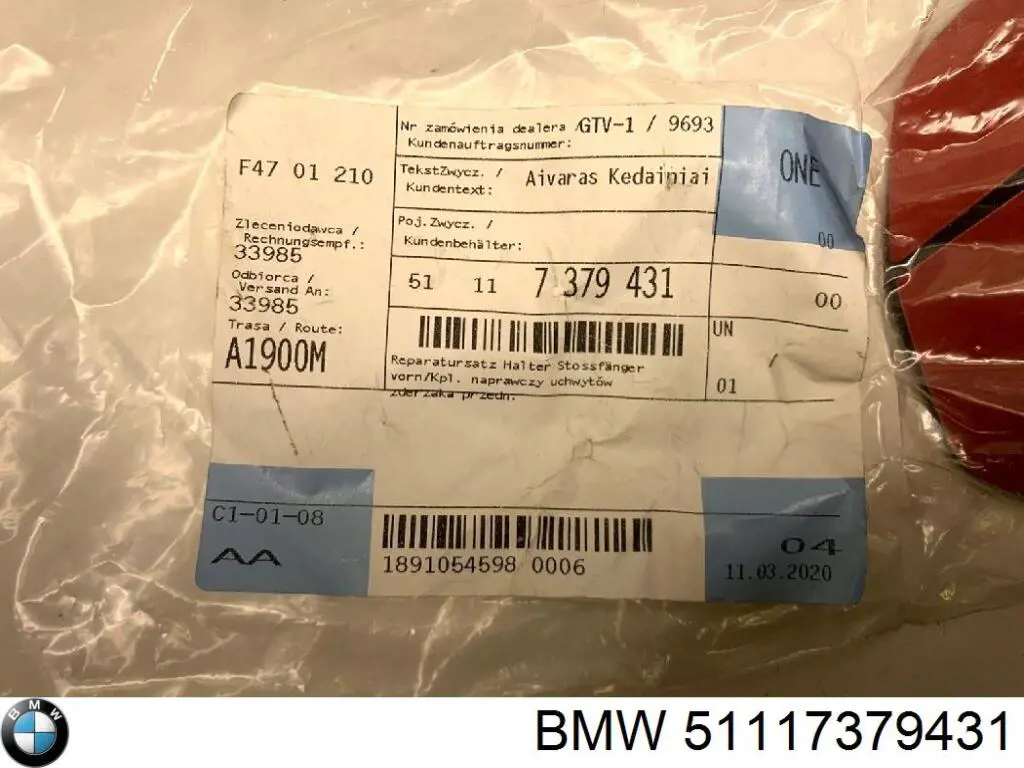 F47 01 210
Zleceniodawca /
Rechnungsempf.:
33985
Odbiorca /
Versand An:
33985
Trasa / Route:
A1900M
Nr zamówienia dealera / GTV-1 / 9693
Kundenauftragsnummer:
TekstZwycz. /
Kundentext: Aivaras Kedainiai
Poj.Zwycz. /
Kundenbehälter:
51 11 7 379 431
Reparatursatz Halter Stossfänger
vorn/Kpl. naprawczy uchwytów
zderzaka przedn.
ONE
00
00
UN
/
01
C1-01-08
AA
1891054598 0006
04
11.03.2020
BMW
BMW 51117379431